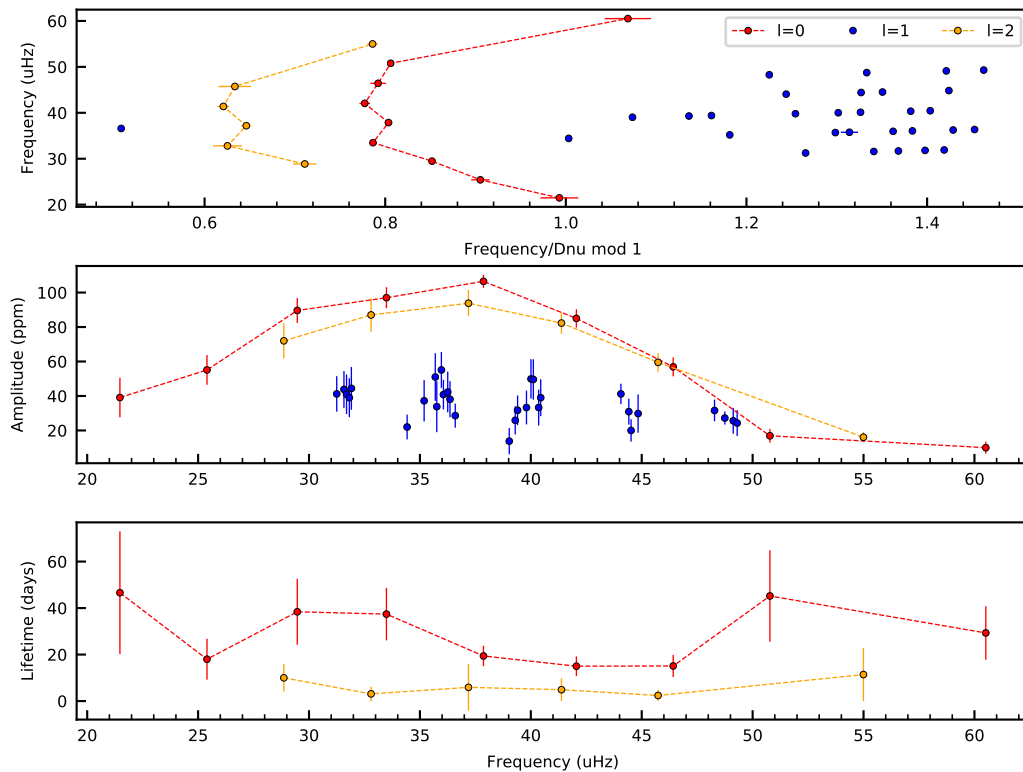 Frequency (uHz)
60
50
40
30
20
l=0 l=1 l=2
0.6 0.8 1.0 1.2 1.4
Frequency/Dnu mod 1
Amplitude (ppm)
100
80
60
40
20
20 25 30 35 40 45 50 55 60
Lifetime (days)
60
40
20
0
20 25 30 35 40 45 50 55 60
Frequency (uHz)